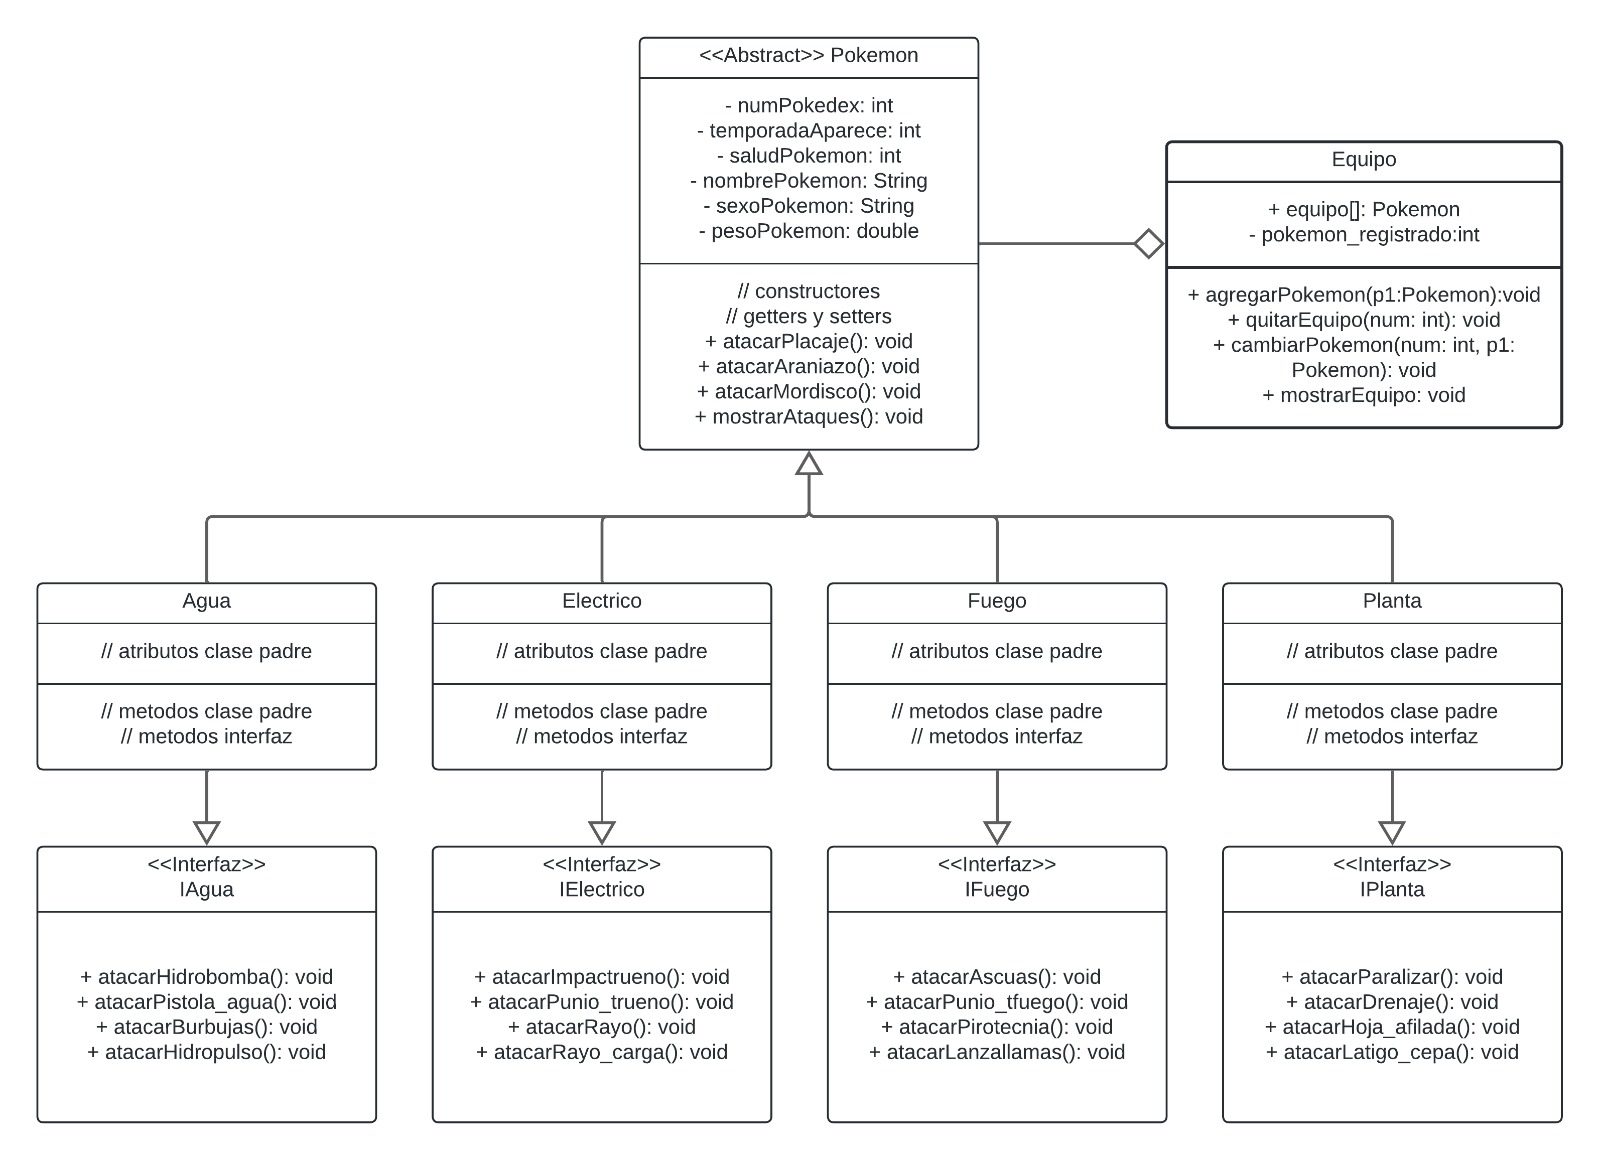 <<Abstract>> Pokemon
- numPokedex: int
- temporadaAparece: int
- saludPokemon: int
- nombrePokemon: String
- sexoPokemon: String
- pesoPokemon: double
// constructores
// getters y setters
+ atacarPlacaje(): void
+ atacarAraniazo(): void
+ atacarMordisco(): void
+ mostrarAtaques(): void
Equipo
+ equipo[]: Pokemon
- pokemon_registrado:int
+ agregarPokemon(p1:Pokemon):void
+ quitarEquipo(num: int): void
+ cambiarPokemon(num: int, p1:
Pokemon): void
+ mostrarEquipo: void
Agua
// atributos clase padre
// metodos clase padre
// metodos interfaz
Electrico
// atributos clase padre
// metodos clase padre
// metodos interfaz
Fuego
// atributos clase padre
// metodos clase padre
// metodos interfaz
Planta
// atributos clase padre
// metodos clase padre
// metodos interfaz
<<Interfaz>>
IAgua
+ atacarHidrobomba(): void
+ atacarPistola_agua(): void
+ atacarBurbujas(): void
+ atacarHidropulso(): void
<<Interfaz>>
IElectrico
+ atacarImpactrueno(): void
+ atacarPunio_trueno(): void
+ atacarRayo(): void
+ atacarRayo_carga(): void
<<Interfaz>>
IFuego
+ atacarAscuas(): void
+ atacarPunio_tfuego(): void
+ atacarPirotecnia(): void
+ atacarLanzallamas(): void
<<Interfaz>>
IPlanta
+ atacarParalizar(): void
+ atacarDrenaje(): void
+ atacarHoja_afilada(): void
+ atacarLatigo_cepa(): void